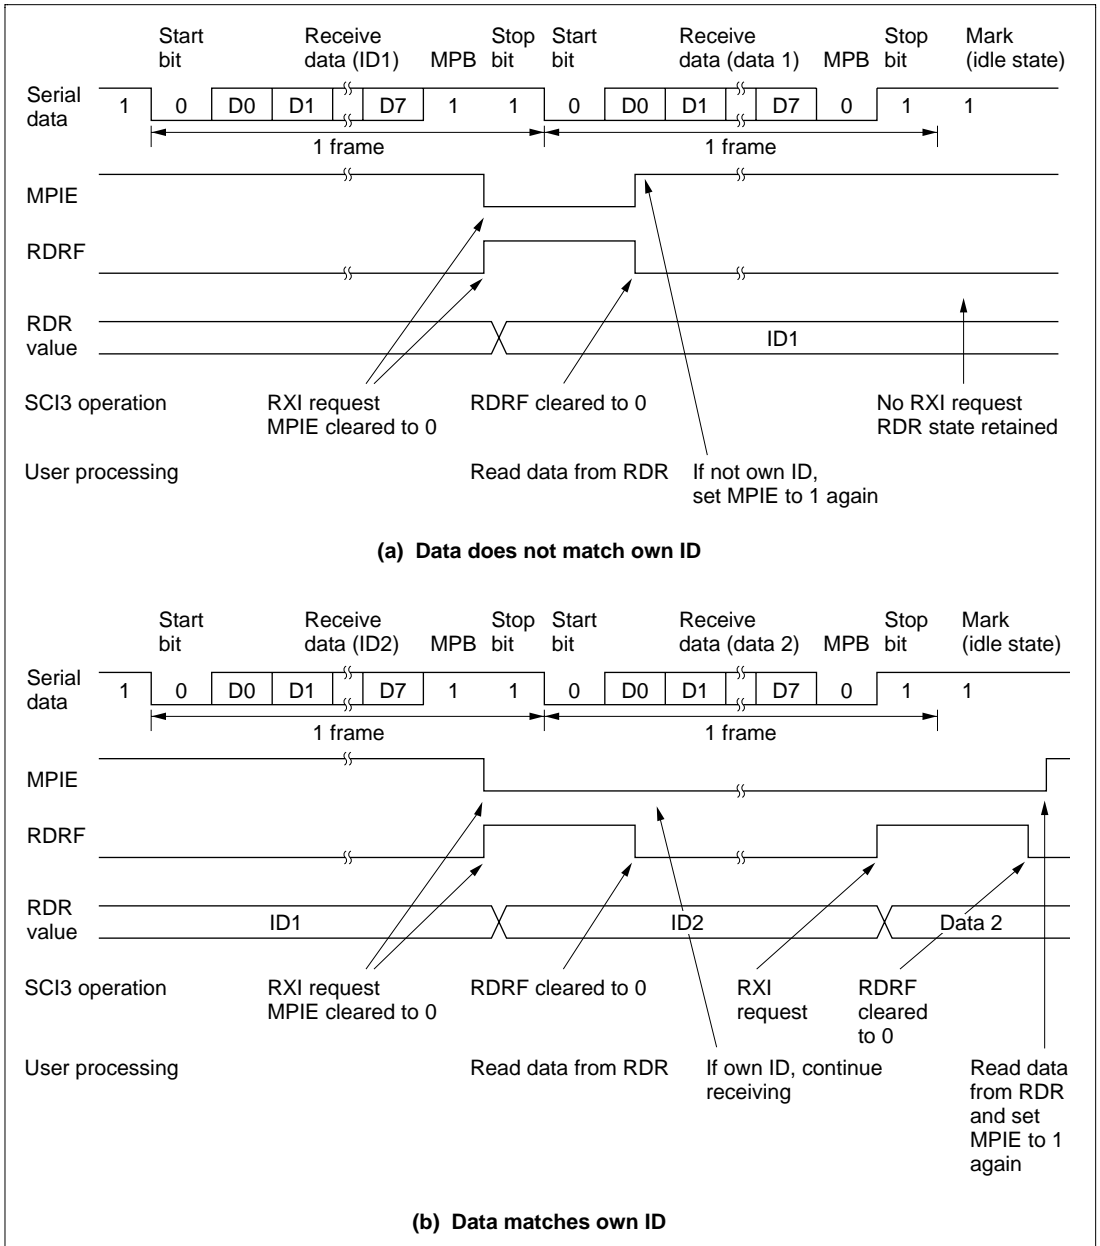 Start Receive Stop Start Receive Stop Mark
bit data (ID1) MPB bit bit data (data 1) MPB bit (idle state)
Serial
data
1 0 D0 D1 D7 1 1 0 D0 D1 D7 0 1 1
1 frame 1 frame
MPIE
RDRF
RDR
value
ID1
SCI3 operation RXI request RDRF cleared to 0 No RXI request
MPIE cleared to 0 RDR state retained
User processing Read data from RDR If not own ID,
set MPIE to 1 again
(a) Data does not match own ID
Start Receive Stop Start Receive Stop Mark
bit data (ID2) MPB bit bit data (data 2) MPB bit (idle state)
Serial
data
1 0 D0 D1 D7 1 1 0 D0 D1 D7 0 1 1
1 frame 1 frame
MPIE
RDRF
RDR
value
ID1 ID2 Data 2
SCI3 operation RXI request RDRF cleared to 0 RXI RDRF
MPIE cleared to 0 request cleared
to 0
User processing Read data from RDR If own ID, continue Read data
receiving from RDR
and set
MPIE to 1
again
(b) Data matches own ID